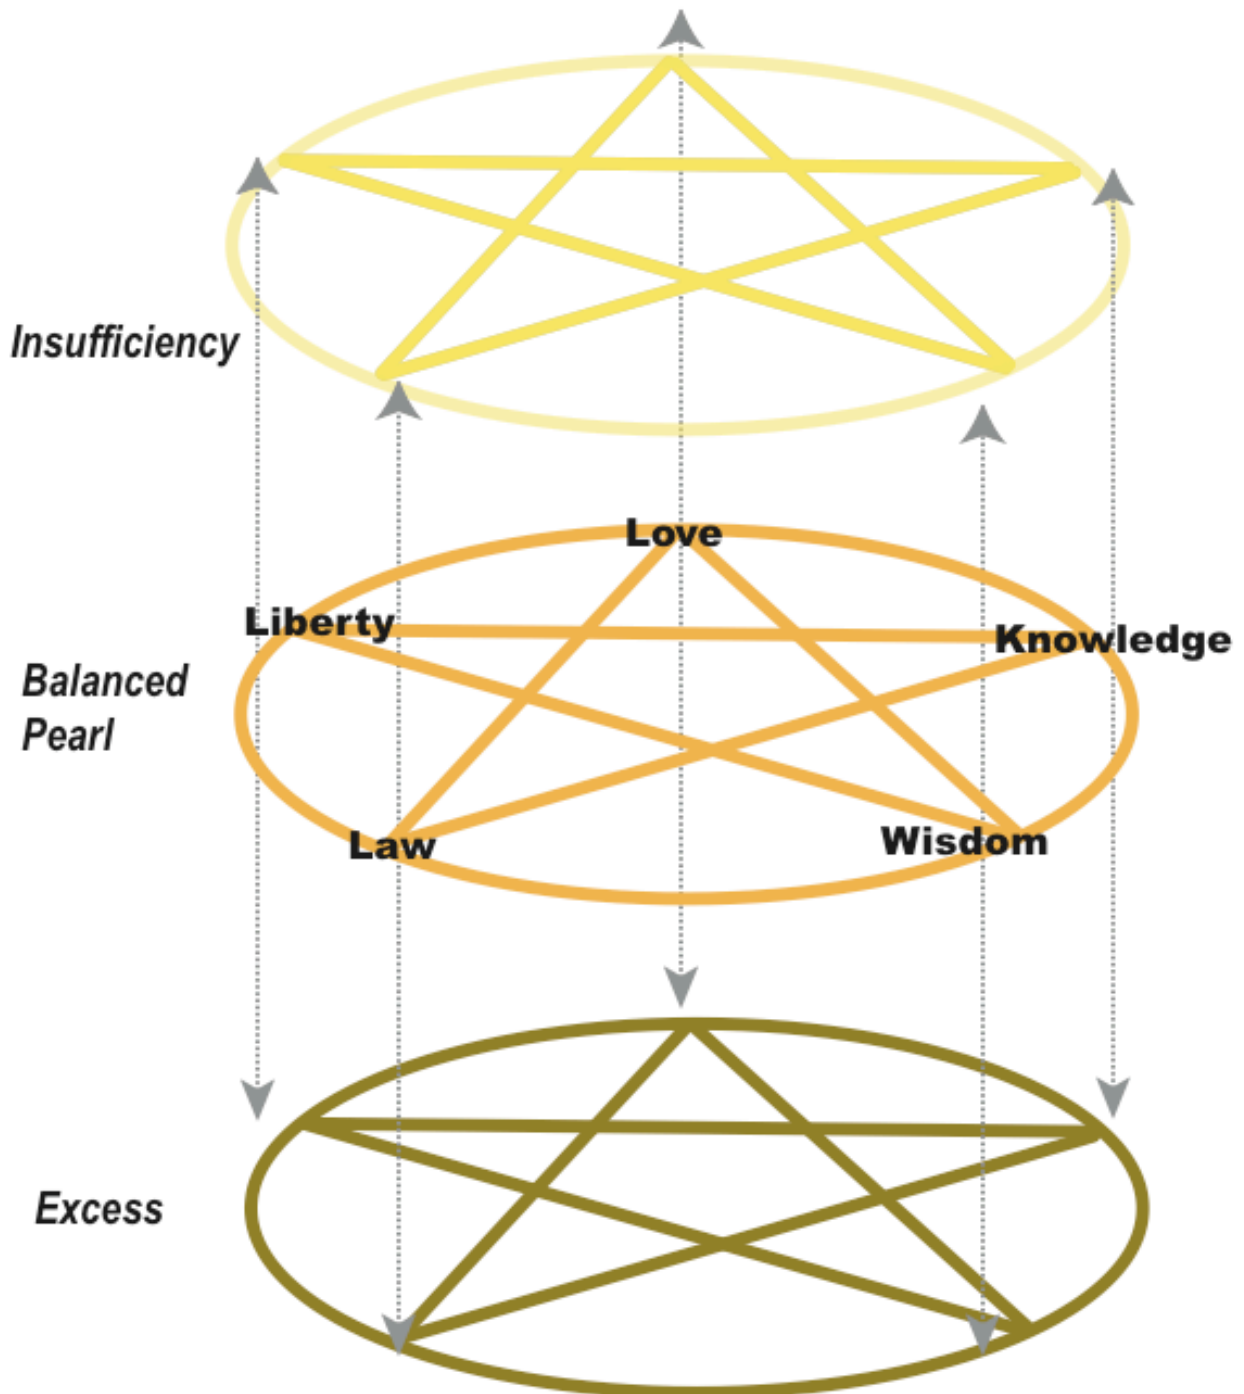 Insufficiency
Love
Liberty
Knowledge
Balanced
Pearl
Law
Wisdom
Excess